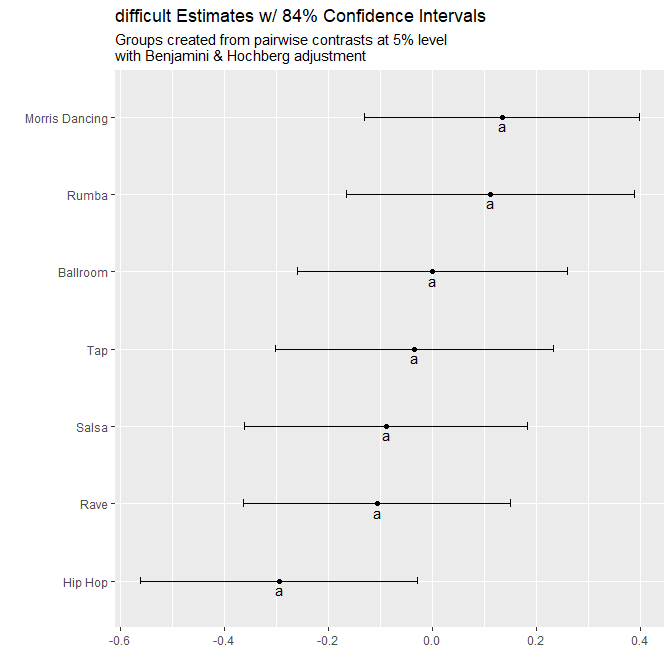 difficult Estimates w/ 84% Confidence Intervals
Groups created from pairwise contrasts at 5% level
with Benjamini & Hochberg adjustment
Morris Dancing
a
Rumba
a
Ballroom
a
Tap
a
Salsa
a
Rave
a
Hip Hop
a
-0.6 -0.4 -0.2 0.0 0.2 0.4